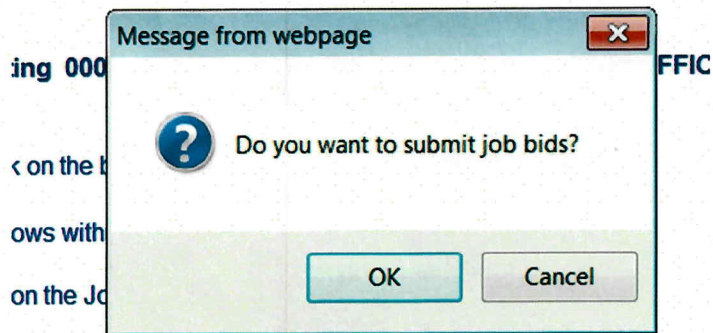 Message from webpage
ing 000
FFIC
Do you want to submit job bids?
on the
ows with
OK Cancel
on the